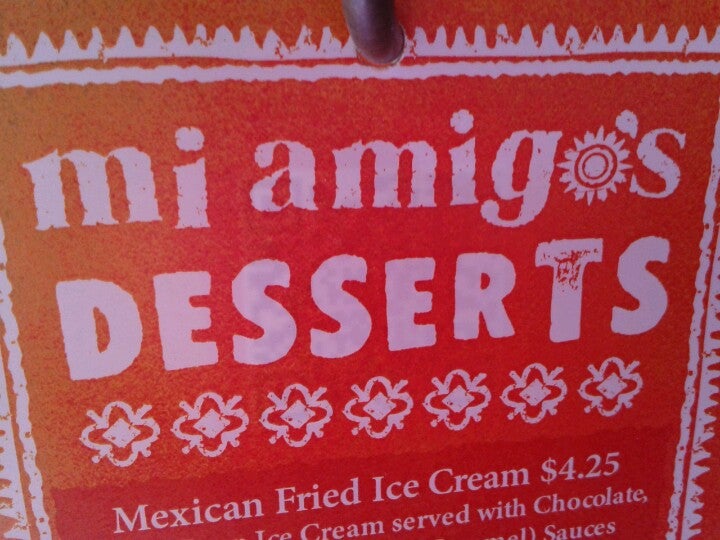 mi amigo's
DESSERTS
Mexican Fried Ice Cream $4.25
Ice Cream served with Chocolate,
Sauces